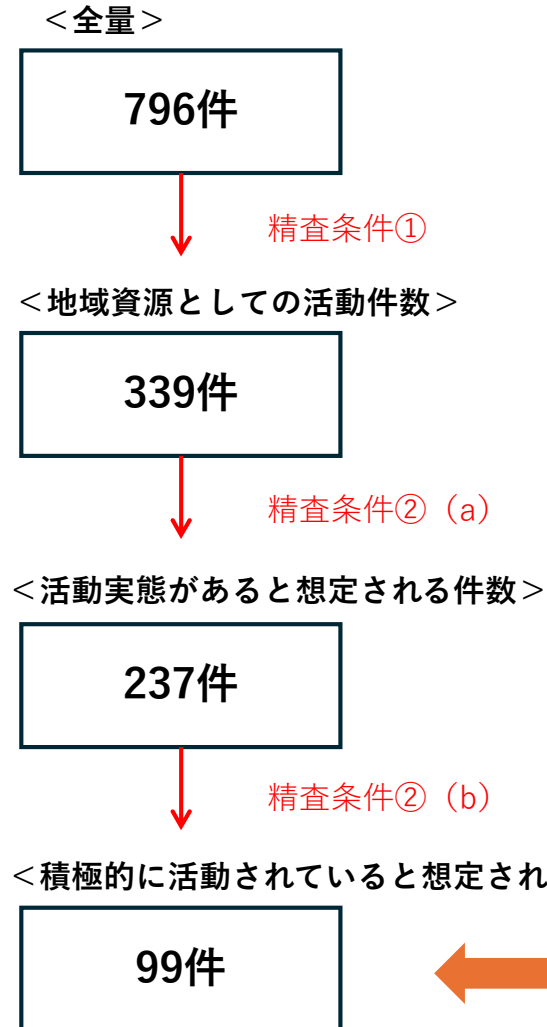 ＜全量＞
796件
精査条件①
＜地域資源としての活動件数＞
339件
精査条件②（a）
＜活動実態があると想定される件数＞
237件
精査条件②（b）
＜積極的に活動されていると想定され
99件